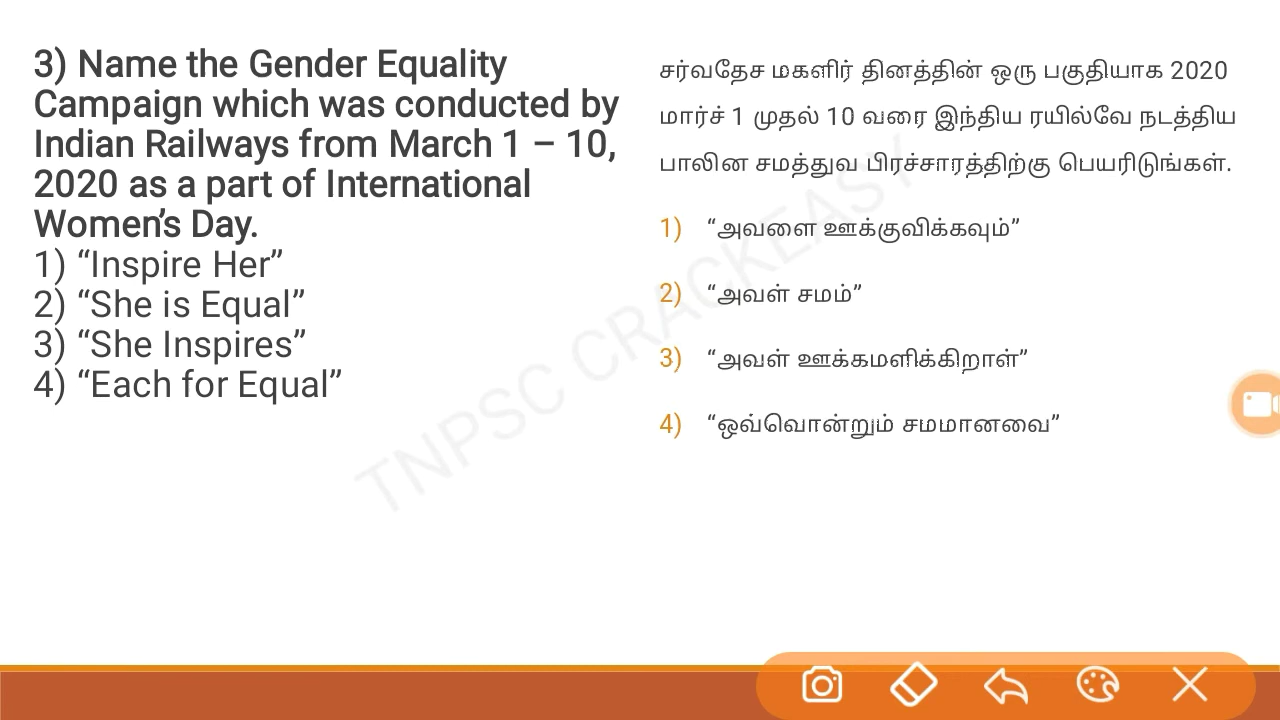 3) Name the Gender Equality
Campaign which was conducted by
Indian Railways from March 1 – 10,
2020 as a part of International
Women’s Day.
1) “Inspire Her”
2) “She is Equal”
3) “She Inspires”
4) “Each for Equal”
சர்வதேச மகளிர் தினத்தின் ஒரு பகுதியாக 2020
மார்ச் 1 முதல் 10 வரை இந்திய ரயில்வே நடத்திய
பாலின சமத்துவ பிரச்சாரத்திற்கு பெயரிடுங்கள்.
1) “அவளை ஊக்குவிக்கவும்”
2) “அவள் சமம்”
3) “அவள் ஊக்கமளிக்கிறாள்”
4) “ஒவ்வொன்றும் சமமானவை”
TNPSC CRACKEASY